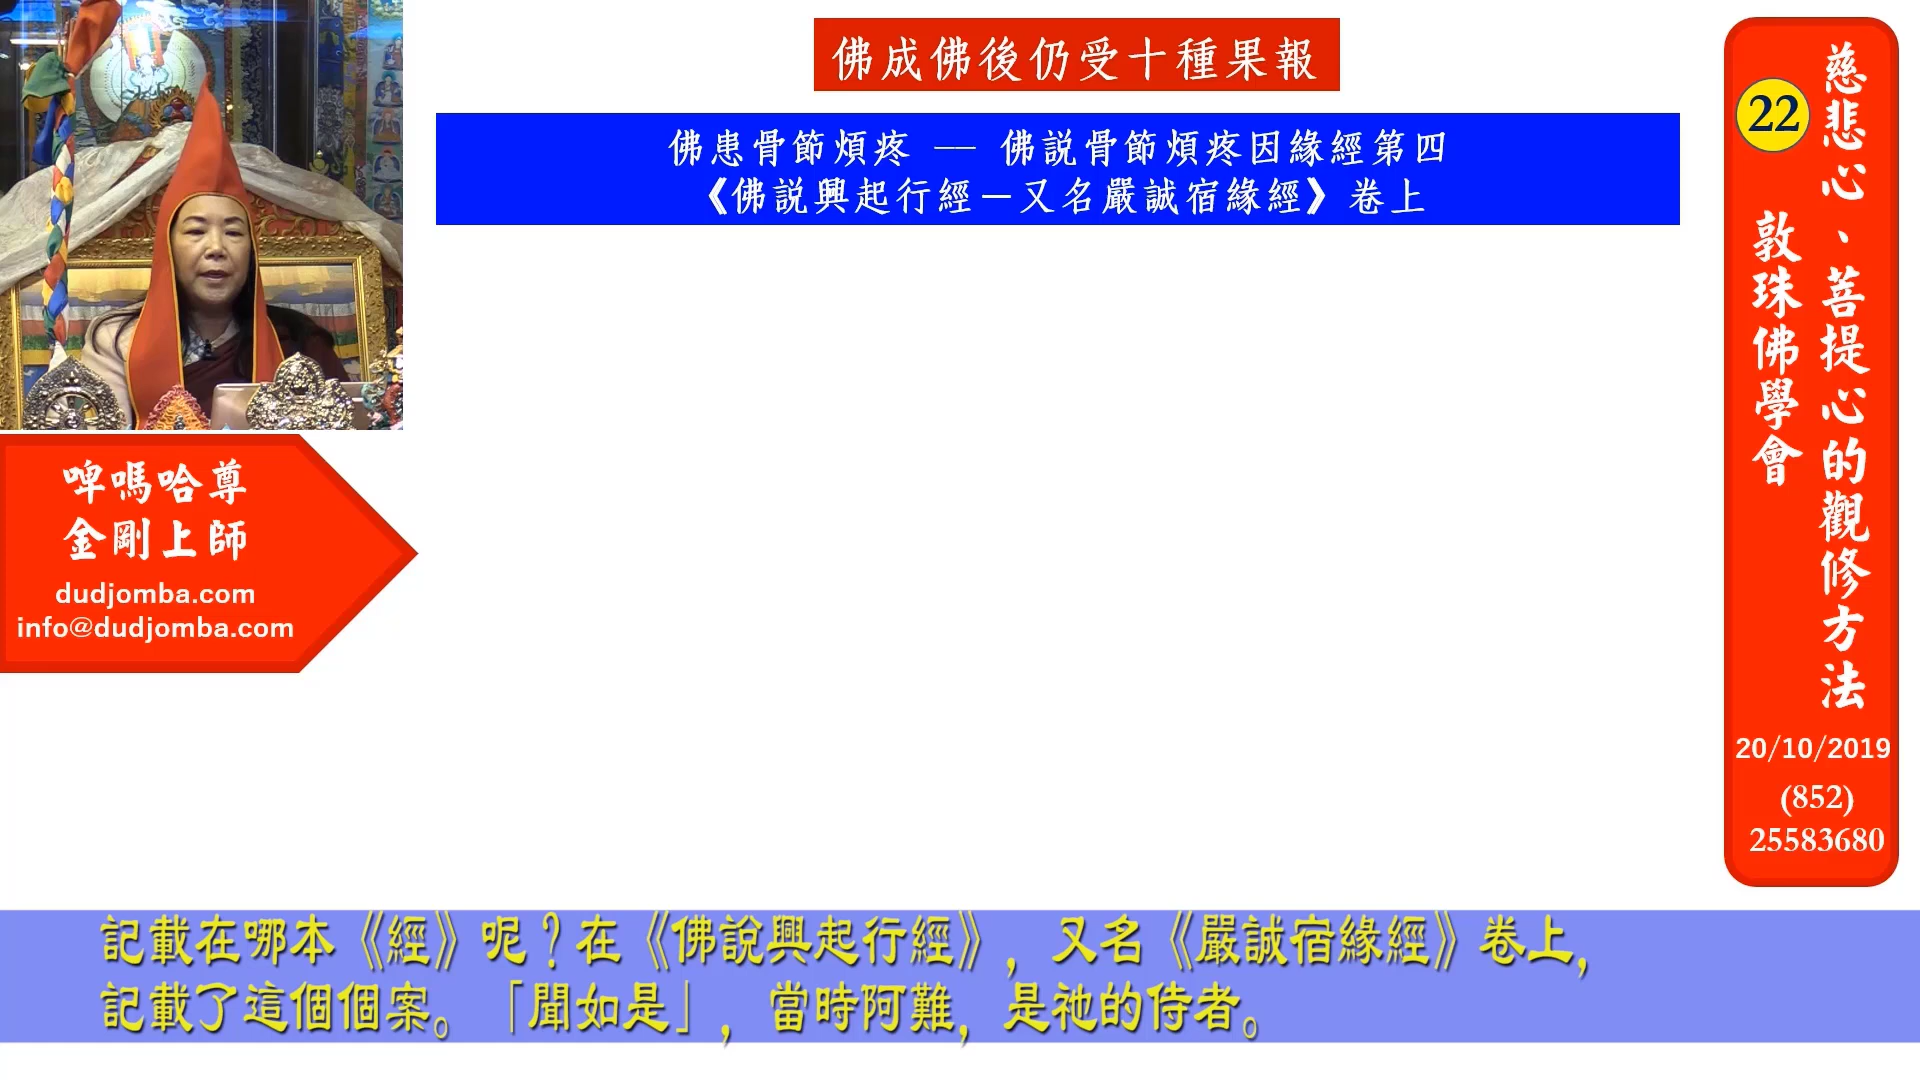 佛成佛後仍受十種果報
佛患骨節煩疼 — 佛説骨節煩疼因緣經第四
《佛説興起行經－又名嚴誡宿緣經》卷上
啤嗎哈尊
金剛上師
dudjomba.com
info@dudjomba.com
22
慈悲心、菩提心的觀修方法
敦珠佛學會
20/10/2019
(852)
25583680
記載在哪本《經》呢？在《佛說興起行經》，又名《嚴誠宿緣經》卷上，
記載了這個個案。「聞如是」，當時阿難，是祂的侍者。